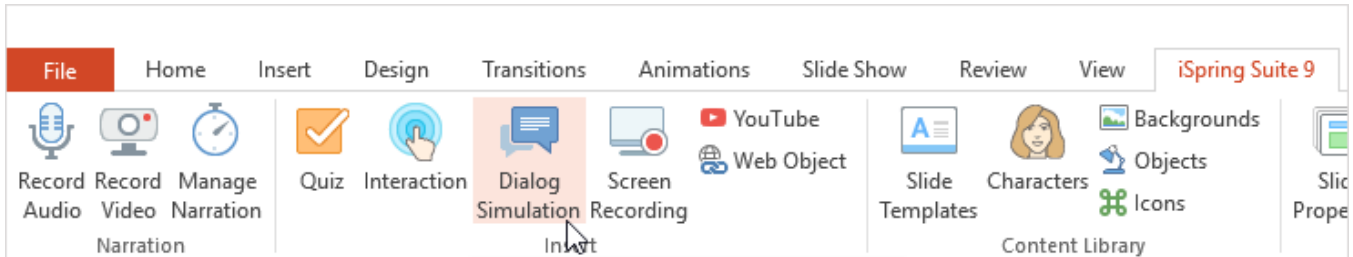 File Home Insert Design Transitions Animations Slide Show Review View iSpring Suite 9
YouTube Backgrounds
Web Object Objects
Record Record Manage Quiz Interaction Dialog Screen Slide Characters
Audio Video Narration Simulation Recording Templates Icons
Narration Content Library